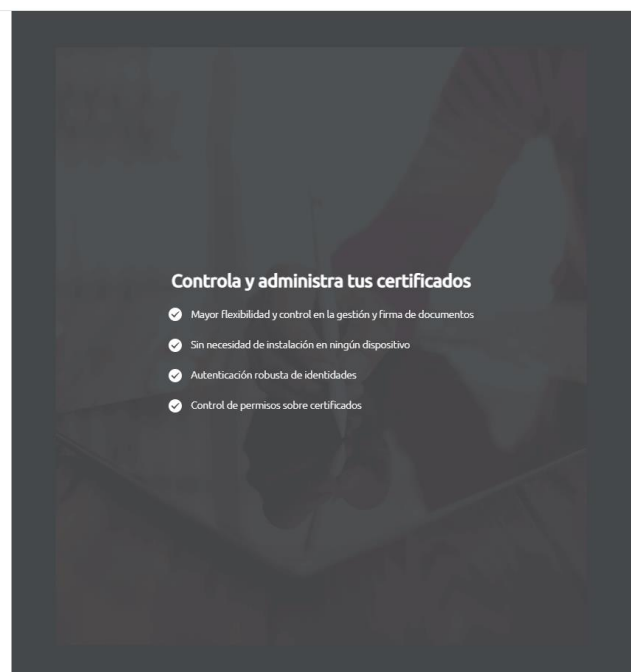 Controla y administra tus certificados
Mayor flexibilidad y control en la gestión y firma de documentos
Sin necesidad de instalación en ningún dispositivo
Autenticación robusta de identidades
Control de permisos sobre certificados